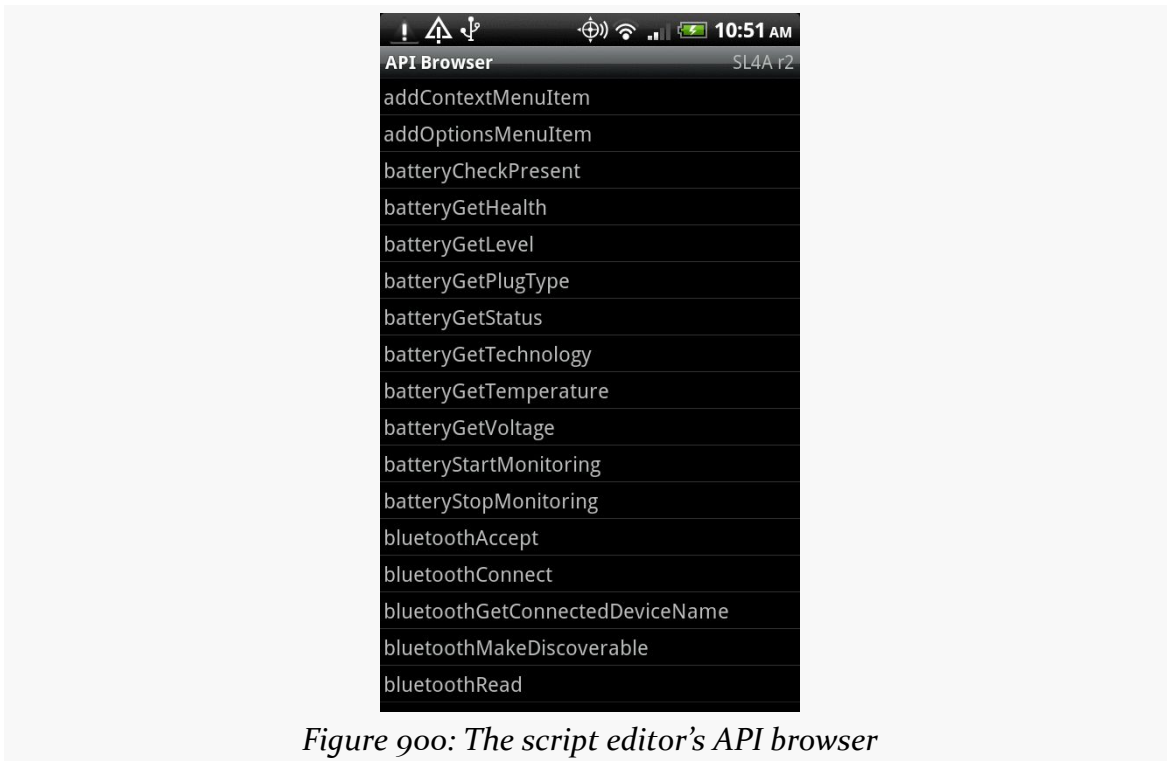 10:51 AM
API Browser SL4A r2
addContextMenuItem
addOptionsMenuItem
batteryCheckPresent
batteryGetHealth
batteryGetLevel
batteryGetPlugType
batteryGetStatus
batteryGetTechnology
batteryGetTemperature
batteryGetVoltage
batteryStartMonitoring
batteryStopMonitoring
bluetoothAccept
bluetoothConnect
bluetoothGetConnectedDeviceName
bluetoothMakeDiscoverable
bluetoothRead
Figure 900: The script editor’s API browser